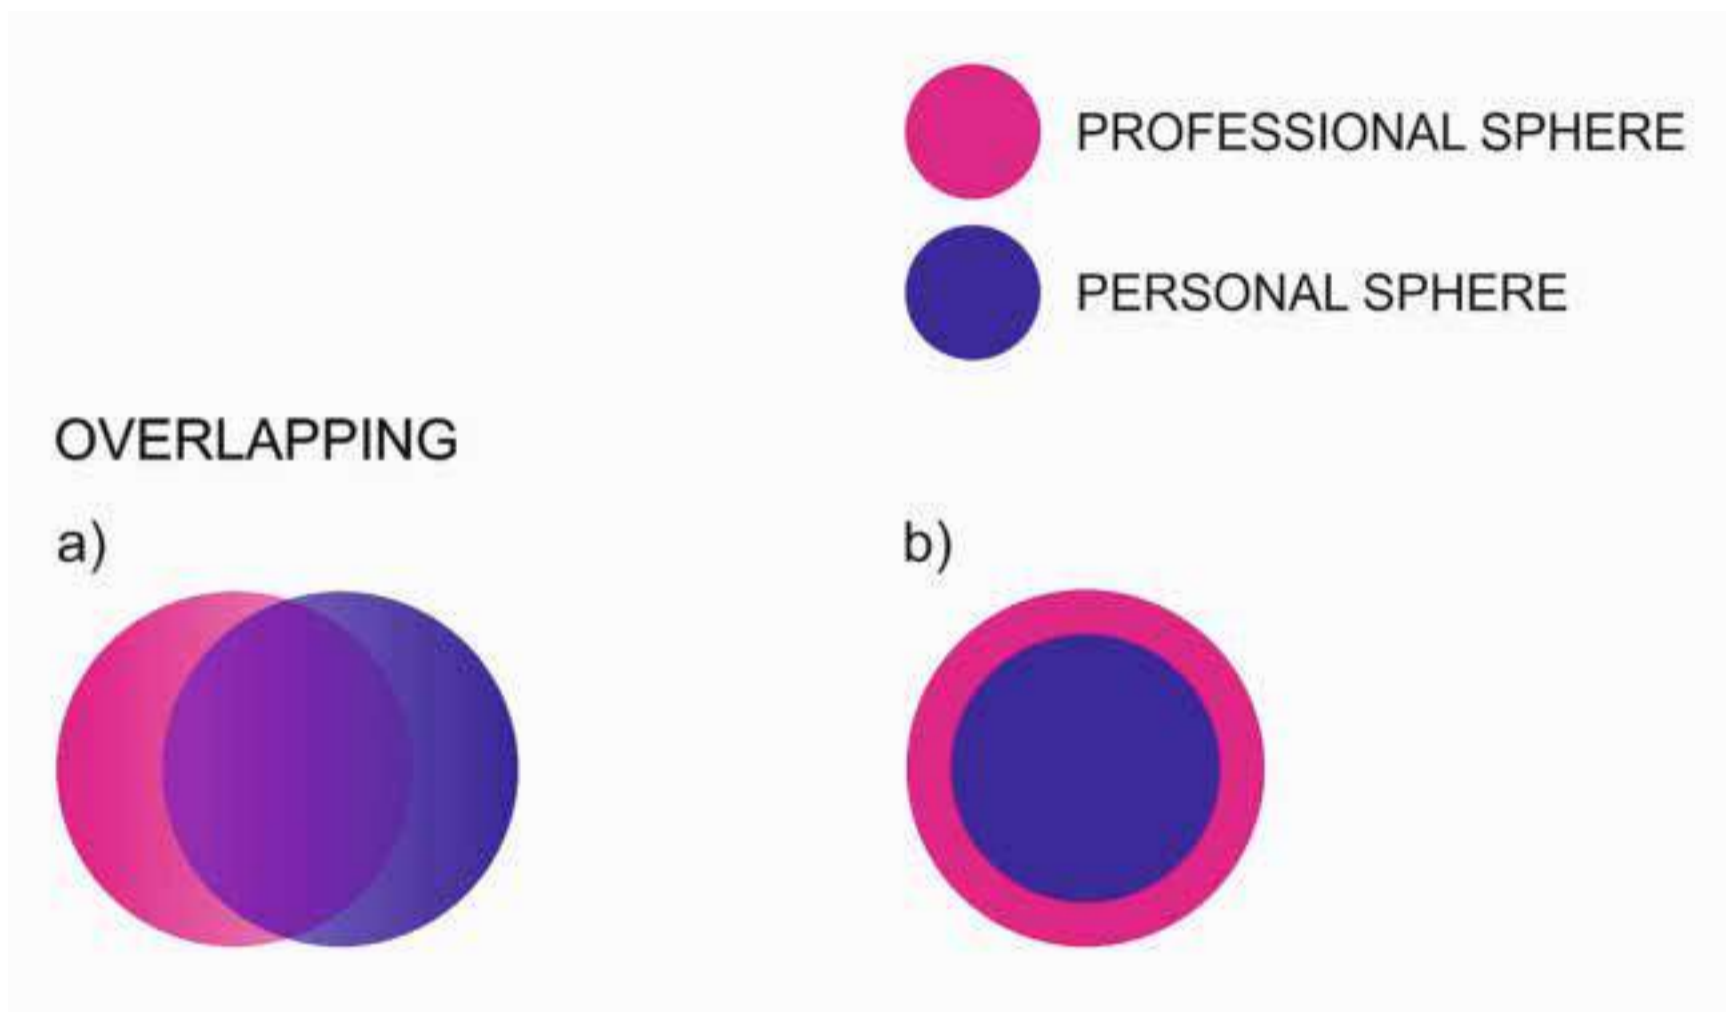 PROFESSIONAL SPHERE
PERSONAL SPHERE
OVERLAPPING
a)
b)